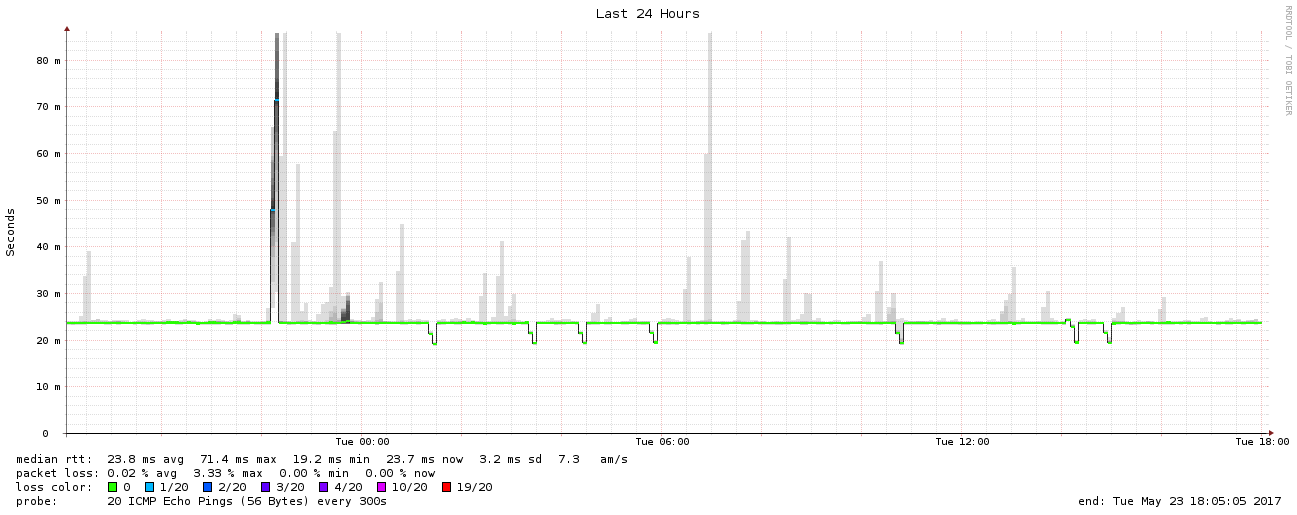 Last 24 Hours
RRDTOOL / TOBI OETIKER
Seconds
80 m
70 m
60 m
50 m
40 m
30 m
20 m
10 m
0
Tue 00:00 Tue 06:00 Tue 12:00 Tue 18:00
median rtt: 23.8 ms avg 71.4 ms max 19.2 ms min 23.7 ms now 3.2 ms sd 7.3 am/s
packet loss: 0.02 % avg 3.33 % max 0.00 % min 0.00 % now
loss color: 0 1/20 2/20 3/20 4/20 10/20 19/20
probe: 20 ICMP Echo Pings (56 Bytes) every 300s end: Tue May 23 18:05:05 2017